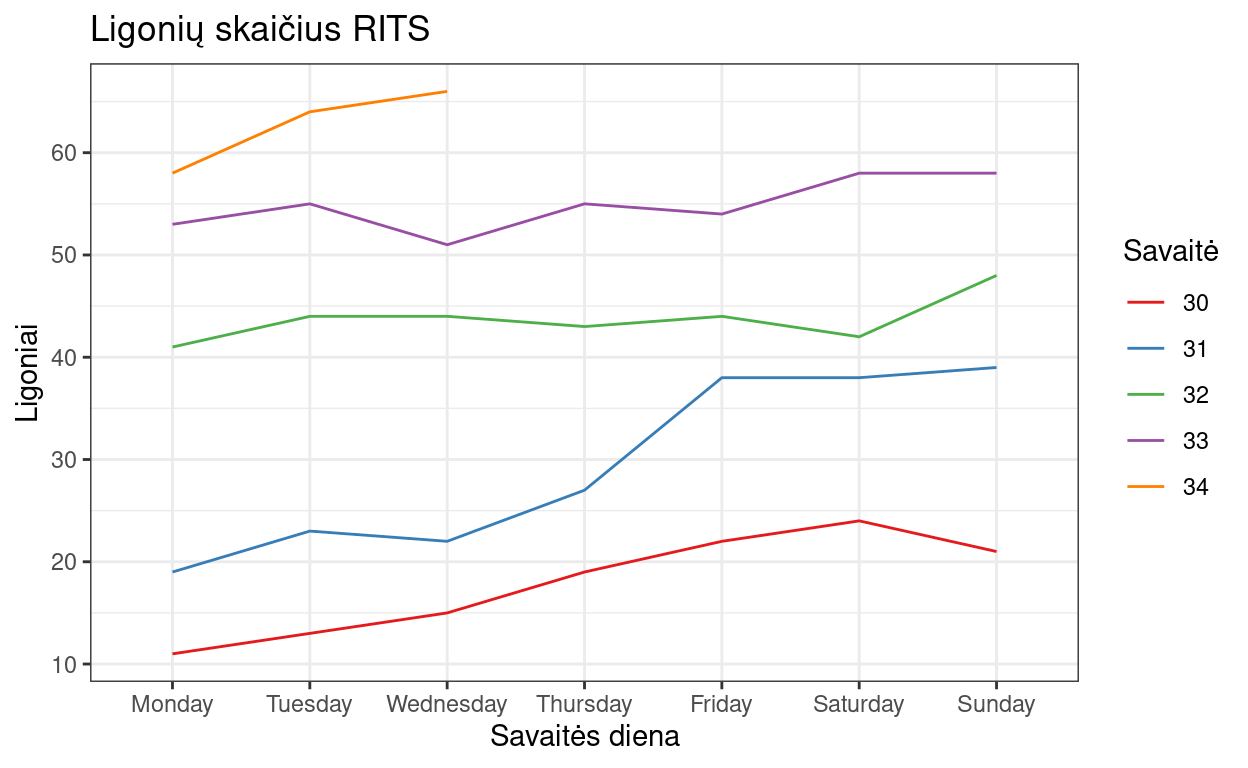 Ligonių skaičius RITS
Ligoniai
60
50
40
30
20
10
Monday Tuesday Wednesday Thursday Friday Saturday Sunday
Savaitės diena
Savaitė
30
31
32
33
34